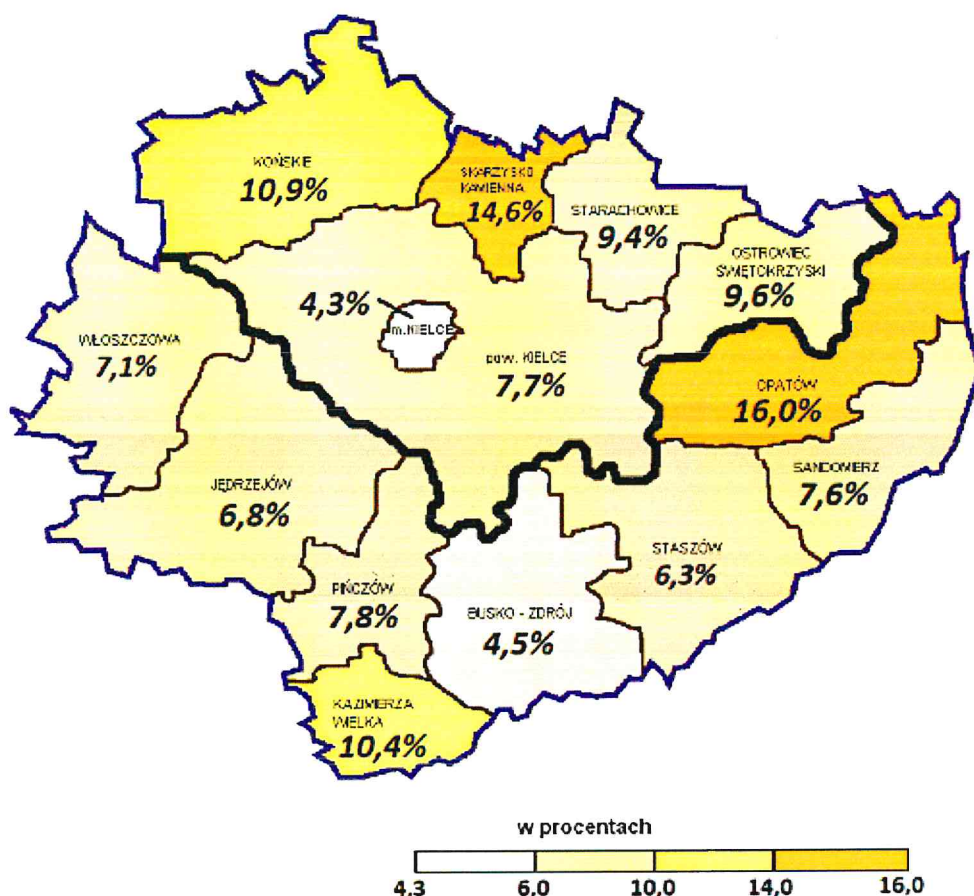 KOŃSKIE
10,9%
SKARŻYSKO
KAMIENNA
14,6%
STARACHOWICE
9,4%
OSTROWIEC
ŚWIĘTOKRZYSKI
9,6%
4,3%
m. KIELCE
WŁOSZCZOWA
7,1%
pow. KIELCE
7,7%
OPATÓW
16,0%
SANDOMIERZ
7,6%
JĘDRZEJÓW
6,8%
STASZÓW
6,3%
PIŃCZÓW
7,8%
BUSKO - ZDRÓJ
4,5%
KAZIMIERZA
WIELKA
10,4%
w procentach
4,3 6,0 10,0 14,0 16,0